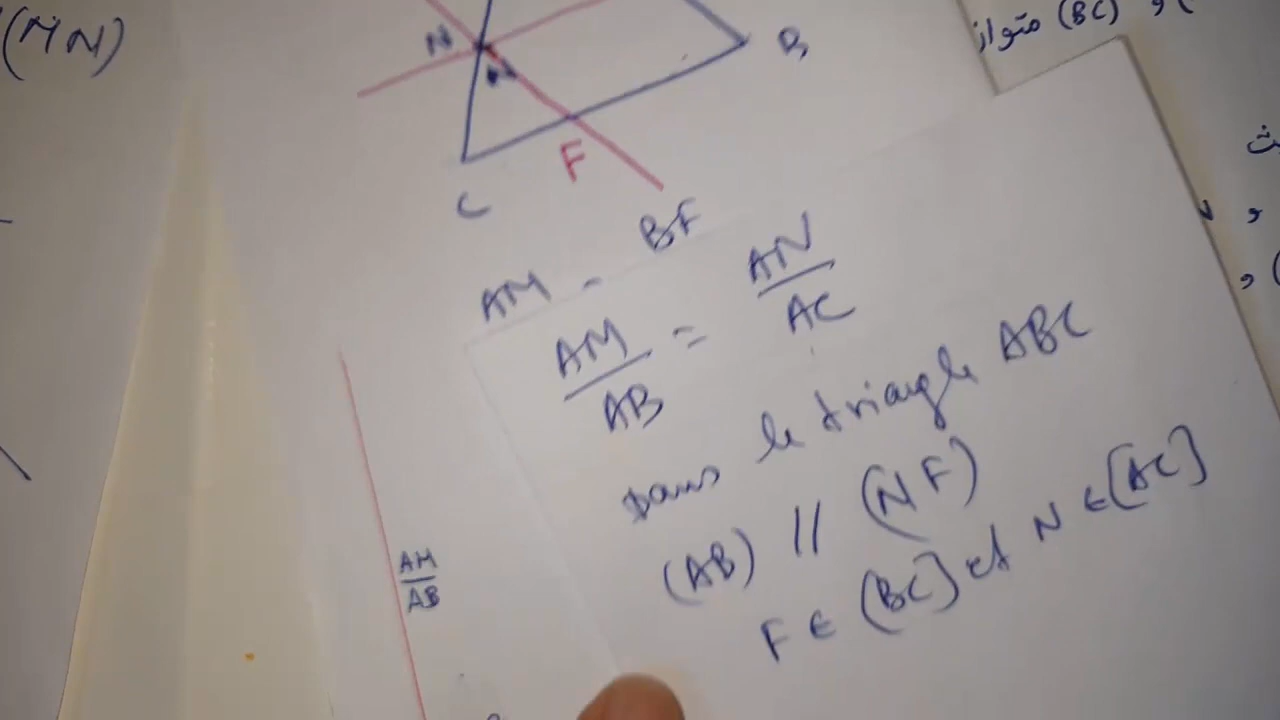 (MN)
N
B
F
C
متواز (BC) و
AM - BF
AM/AB = AN/AC
Dans le triangle ABC
(AB) // (NF)
F ∈ [BC] et N ∈ [AC]
AM/AB